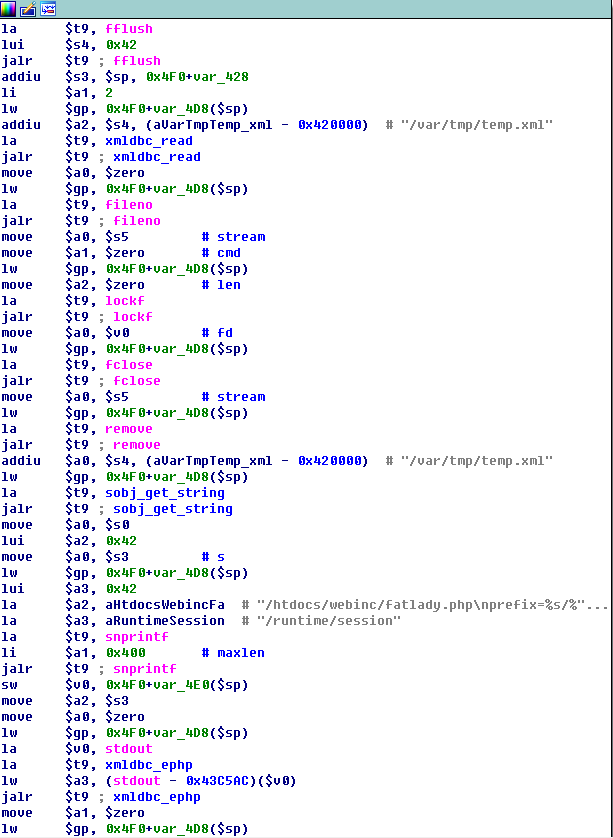 la $t9, fflush
lui $s4, 0x42
jalr $t9 ; fflush
addiu $s3, $sp, 0x4F0+var_428
li $a1, 2
lw $gp, 0x4F0+var_4D8($sp)
addiu $a2, $s4, (aVarTmpTemp_xml - 0x420000) # "/var/tmp/temp.xml"
la $t9, xmldbc_read
jalr $t9 ; xmldbc_read
move $a0, $zero
lw $gp, 0x4F0+var_4D8($sp)
la $t9, fileno
jalr $t9 ; fileno
move $a0, $s5 # stream
move $a1, $zero # cmd
lw $gp, 0x4F0+var_4D8($sp)
move $a2, $zero # len
la $t9, lockf
jalr $t9 ; lockf
move $a0, $v0 # fd
lw $gp, 0x4F0+var_4D8($sp)
la $t9, fclose
jalr $t9 ; fclose
move $a0, $s5 # stream
lw $gp, 0x4F0+var_4D8($sp)
la $t9, remove
jalr $t9 ; remove
addiu $a0, $s4, (aVarTmpTemp_xml - 0x420000) # "/var/tmp/temp.xml"
lw $gp, 0x4F0+var_4D8($sp)
la $t9, sobj_get_string
jalr $t9 ; sobj_get_string
move $a0, $s0
lui $a2, 0x42
move $a0, $s3 # s
lw $gp, 0x4F0+var_4D8($sp)
lui $a3, 0x42
la $a2, aHtdocsWebincFa # "/htdocs/webinc/fatlady.php\nprefix=%s/%"...
la $a3, aRuntimeSession # "/runtime/session"
la $t9, snprintf
li $a1, 0x400 # maxlen
jalr $t9 ; snprintf
sw $v0, 0x4F0+var_4E0($sp)
move $a2, $s3
move $a0, $zero
lw $gp, 0x4F0+var_4D8($sp)
la $v0, stdout
la $t9, xmldbc_ephp
lw $a3, (stdout - 0x43C5AC)($v0)
jalr $t9 ; xmldbc_ephp
move $a1, $zero
lw $gp, 0x4F0+var_4D8($sp)